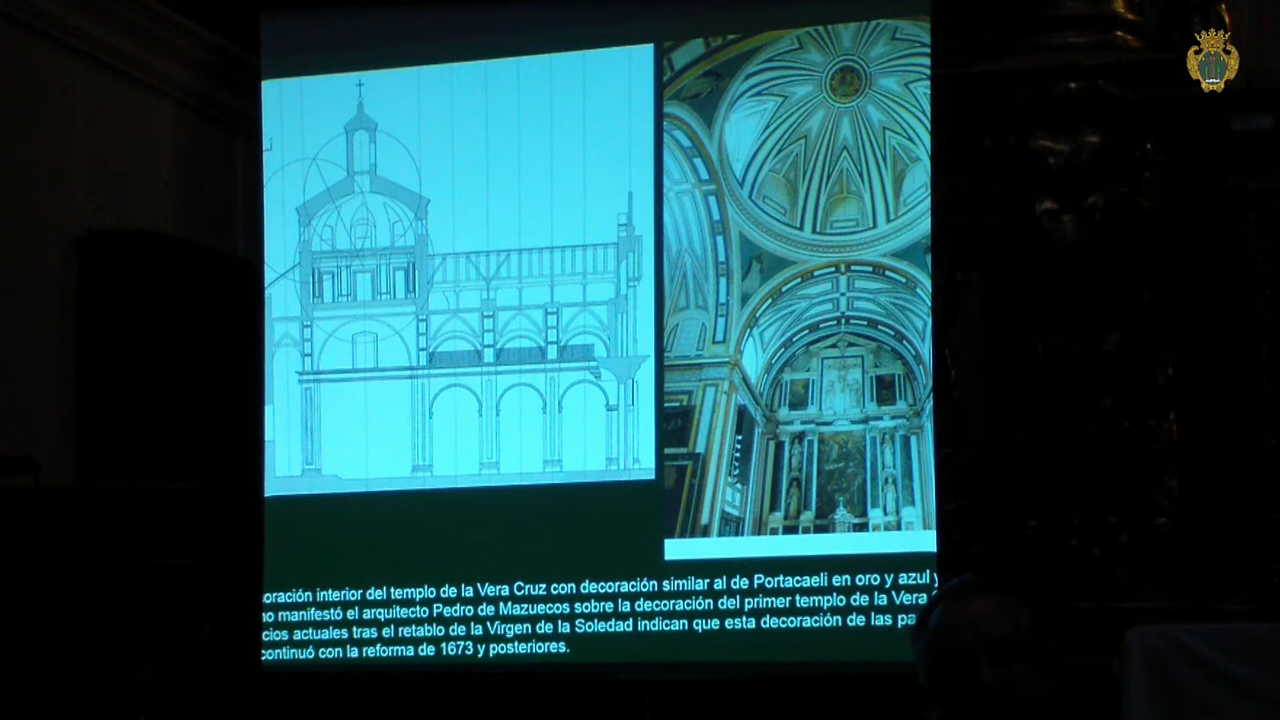 oración interior del templo de la Vera Cruz con decoración similar al de Portacaeli en oro y azul y
no manifestó el arquitecto Pedro de Mazuecos sobre la decoración del primer templo de la Vera
cios actuales tras el retablo de la Virgen de la Soledad indican que esta decoración de las pa
continuó con la reforma de 1673 y posteriores.